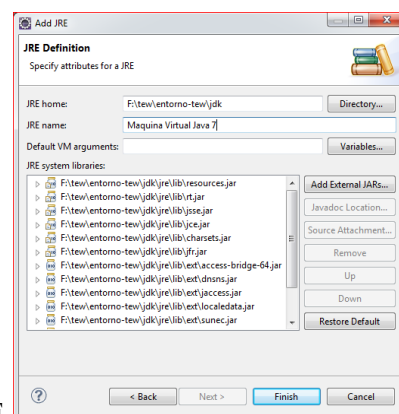 Add JRE
JRE Definition
Specify attributes for a JRE
JRE home: F:\tew\entorno-tew\jdk Directory...
JRE name: Maquina Virtual Java 7
Default VM arguments: Variables...
JRE system libraries:
F:\tew\entorno-tew\jdk\jre\lib\resources.jar
F:\tew\entorno-tew\jdk\jre\lib\rt.jar
F:\tew\entorno-tew\jdk\jre\lib\jsse.jar
F:\tew\entorno-tew\jdk\jre\lib\jce.jar
F:\tew\entorno-tew\jdk\jre\lib\charsets.jar
F:\tew\entorno-tew\jdk\jre\lib\jfr.jar
F:\tew\entorno-tew\jdk\jre\lib\ext\access-bridge-64.jar
F:\tew\entorno-tew\jdk\jre\lib\ext\dnsns.jar
F:\tew\entorno-tew\jdk\jre\lib\ext\jaccess.jar
F:\tew\entorno-tew\jdk\jre\lib\ext\localedata.jar
F:\tew\entorno-tew\jdk\jre\lib\ext\sunec.jar
Add External JARs...
Javadoc Location...
Source Attachment...
Remove
Up
Down
Restore Default
< Back Next > Finish Cancel